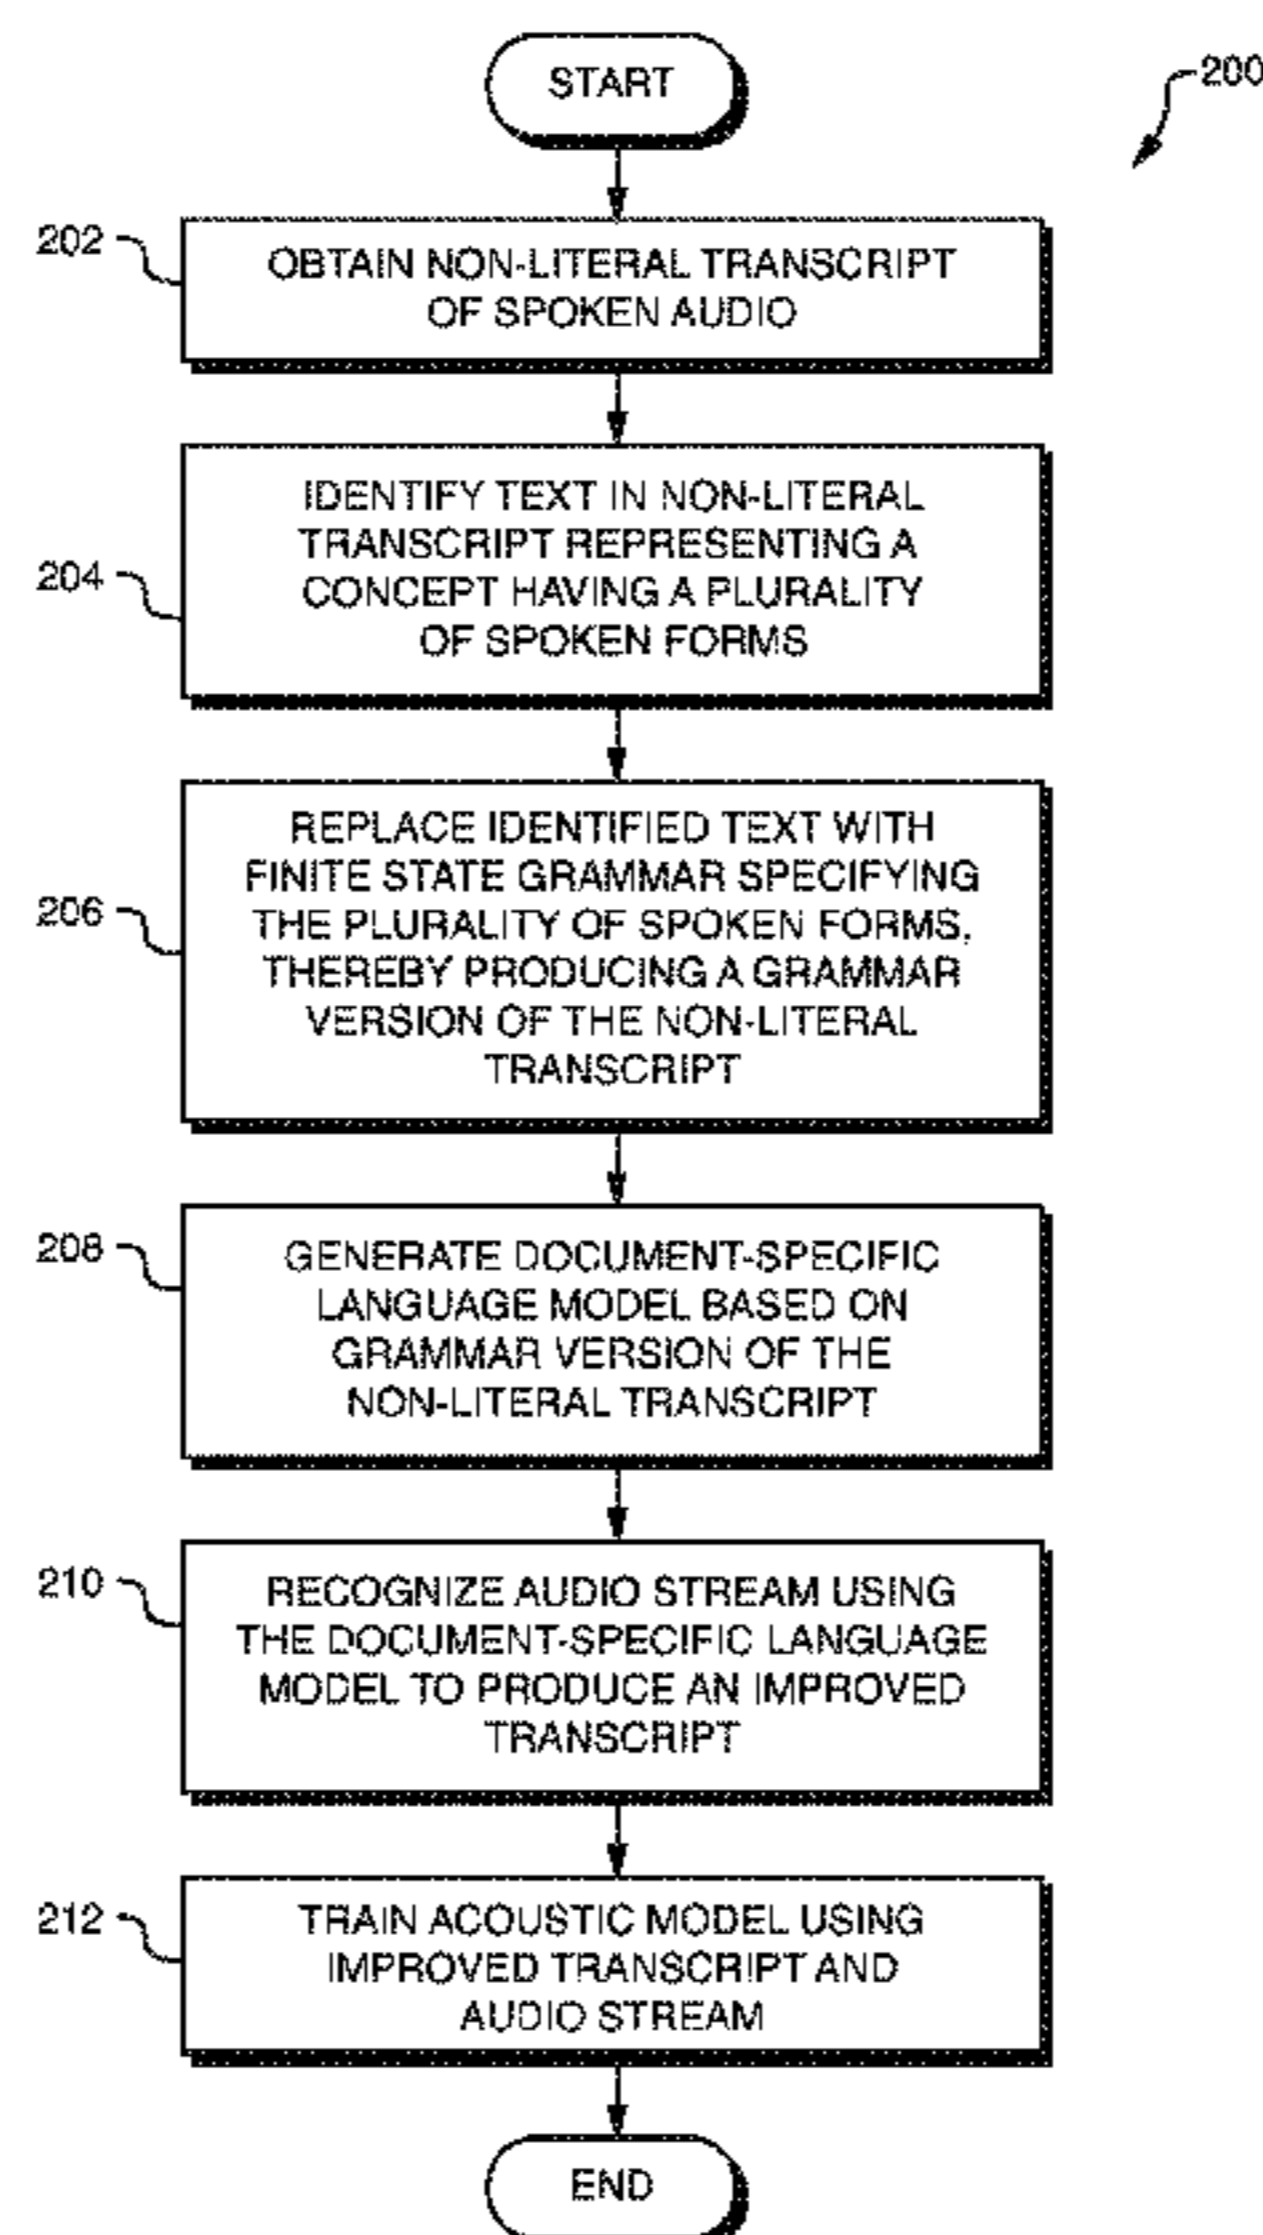 START
200
202
OBTAIN NON-LITERAL TRANSCRIPT
OF SPOKEN AUDIO
204
IDENTIFY TEXT IN NON-LITERAL
TRANSCRIPT REPRESENTING A
CONCEPT HAVING A PLURALITY
OF SPOKEN FORMS
206
REPLACE IDENTIFIED TEXT WITH
FINITE STATE GRAMMAR SPECIFYING
THE PLURALITY OF SPOKEN FORMS,
THEREBY PRODUCING A GRAMMAR
VERSION OF THE NON-LITERAL
TRANSCRIPT
208
GENERATE DOCUMENT-SPECIFIC
LANGUAGE MODEL BASED ON
GRAMMAR VERSION OF THE
NON-LITERAL TRANSCRIPT
210
RECOGNIZE AUDIO STREAM USING
THE DOCUMENT-SPECIFIC LANGUAGE
MODEL TO PRODUCE AN IMPROVED
TRANSCRIPT
212
TRAIN ACOUSTIC MODEL USING
IMPROVED TRANSCRIPT AND
AUDIO STREAM
END